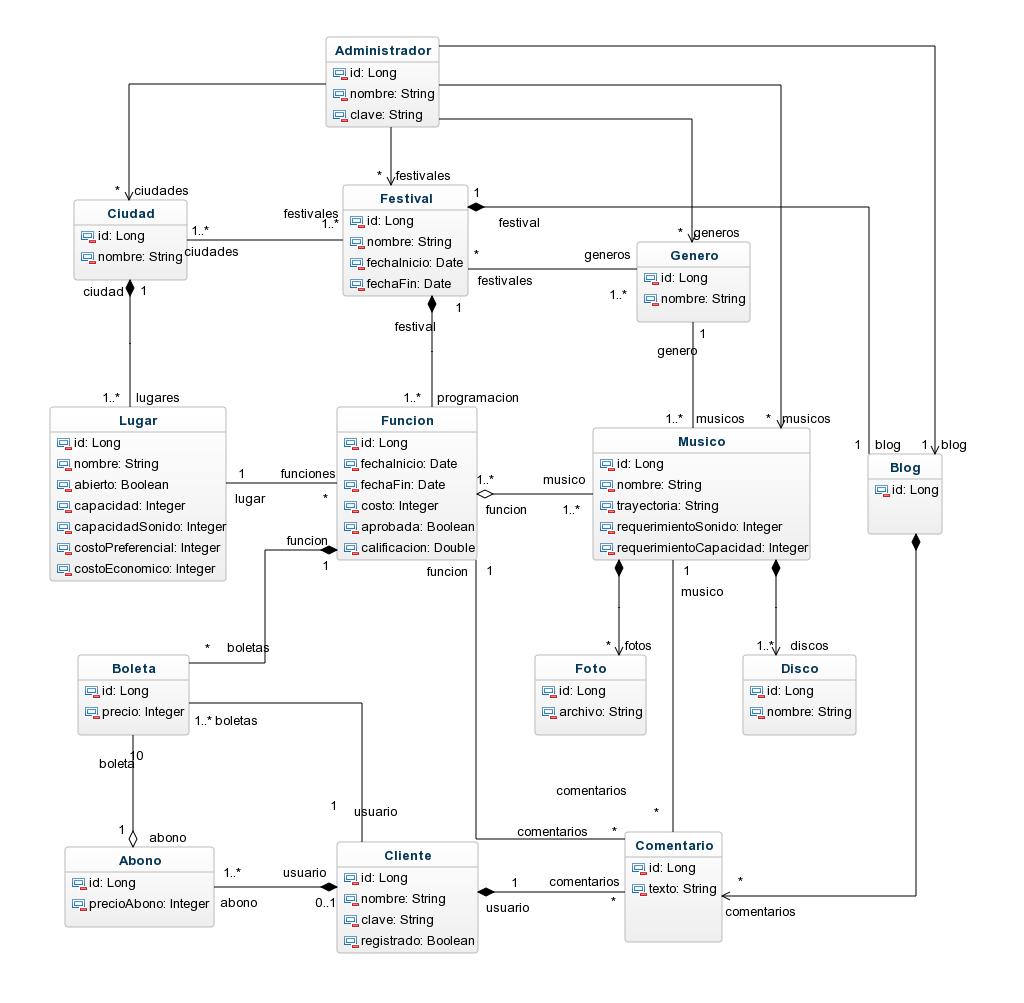 Administrador
id: Long
nombre: String
clave: String
* ciudades
* festivales
* generos
* musicos
1 blog
Ciudad
id: Long
nombre: String
1..*
ciudades
festivales
1..*
Festival
id: Long
nombre: String
fechaInicio: Date
fechaFin: Date
1
festival
*
festivales
generos
1..*
Genero
id: Long
nombre: String
ciudad 1
festival
1
1
genero
1..* lugares
1..* programacion
1..* musicos
1 blog
Lugar
id: Long
nombre: String
abierto: Boolean
capacidad: Integer
capacidadSonido: Integer
costoPreferencial: Integer
costoEconomico: Integer
1
lugar
funciones
*
Funcion
id: Long
fechaInicio: Date
fechaFin: Date
costo: Integer
aprobada: Boolean
calificacion: Double
1..*
funcion
musico
1..*
Musico
id: Long
nombre: String
trayectoria: String
requerimientoSonido: Integer
requerimientoCapacidad: Integer
Blog
id: Long
funcion
1
funcion 1
1
musico
* boletas
* fotos
1..* discos
Boleta
id: Long
precio: Integer
Foto
id: Long
archivo: String
Disco
id: Long
nombre: String
1..* boletas
10
boleta
1
usuario
comentarios
*
1
abono
comentarios *
Abono
id: Long
precioAbono: Integer
1..*
abono
usuario
0..1
Cliente
id: Long
nombre: String
clave: String
registrado: Boolean
1
usuario
comentarios
*
Comentario
id: Long
texto: String
*
comentarios